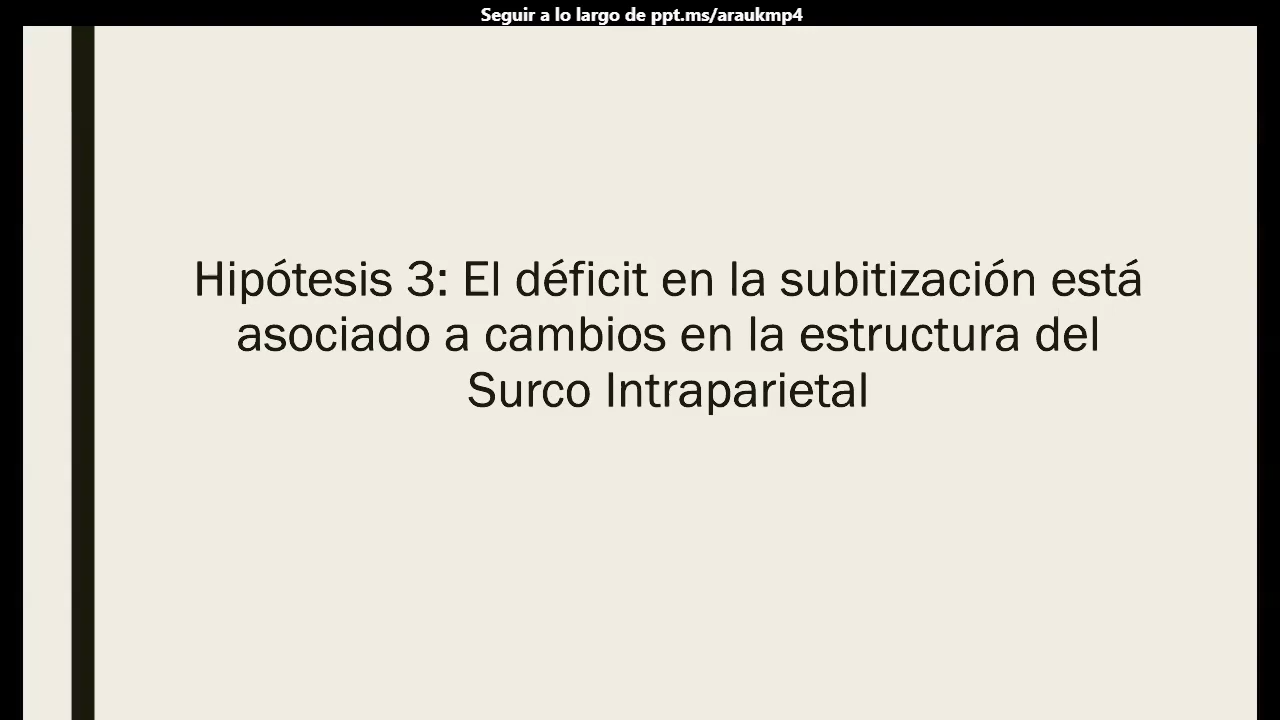 Seguir a lo largo de ppt.ms/araukmp4
Hipótesis 3: El déficit en la subitización está
asociado a cambios en la estructura del
Surco Intraparietal